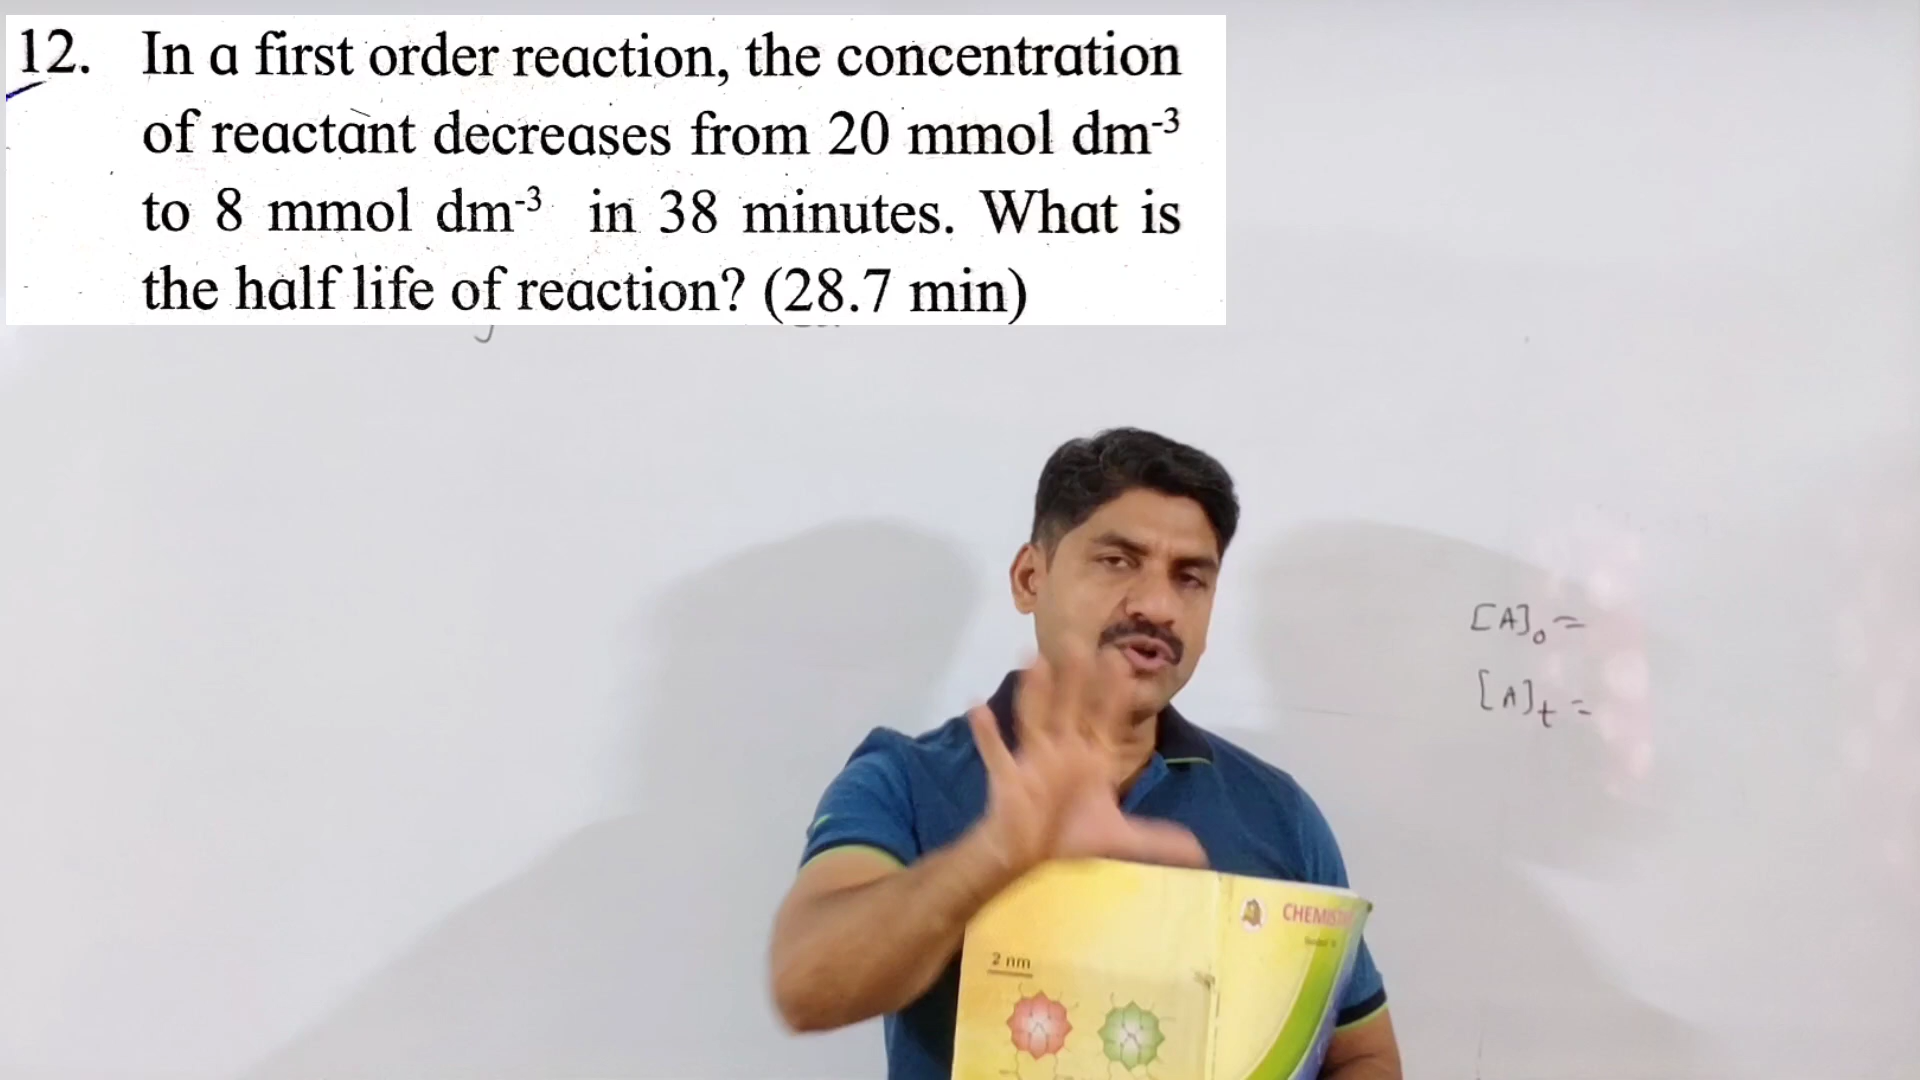 12. In a first order reaction, the concentration
of reactant decreases from 20 mmol dm⁻³
to 8 mmol dm⁻³ in 38 minutes. What is
the half life of reaction? (28.7 min)
[A]₀ =
[A]ₜ =
2 nm